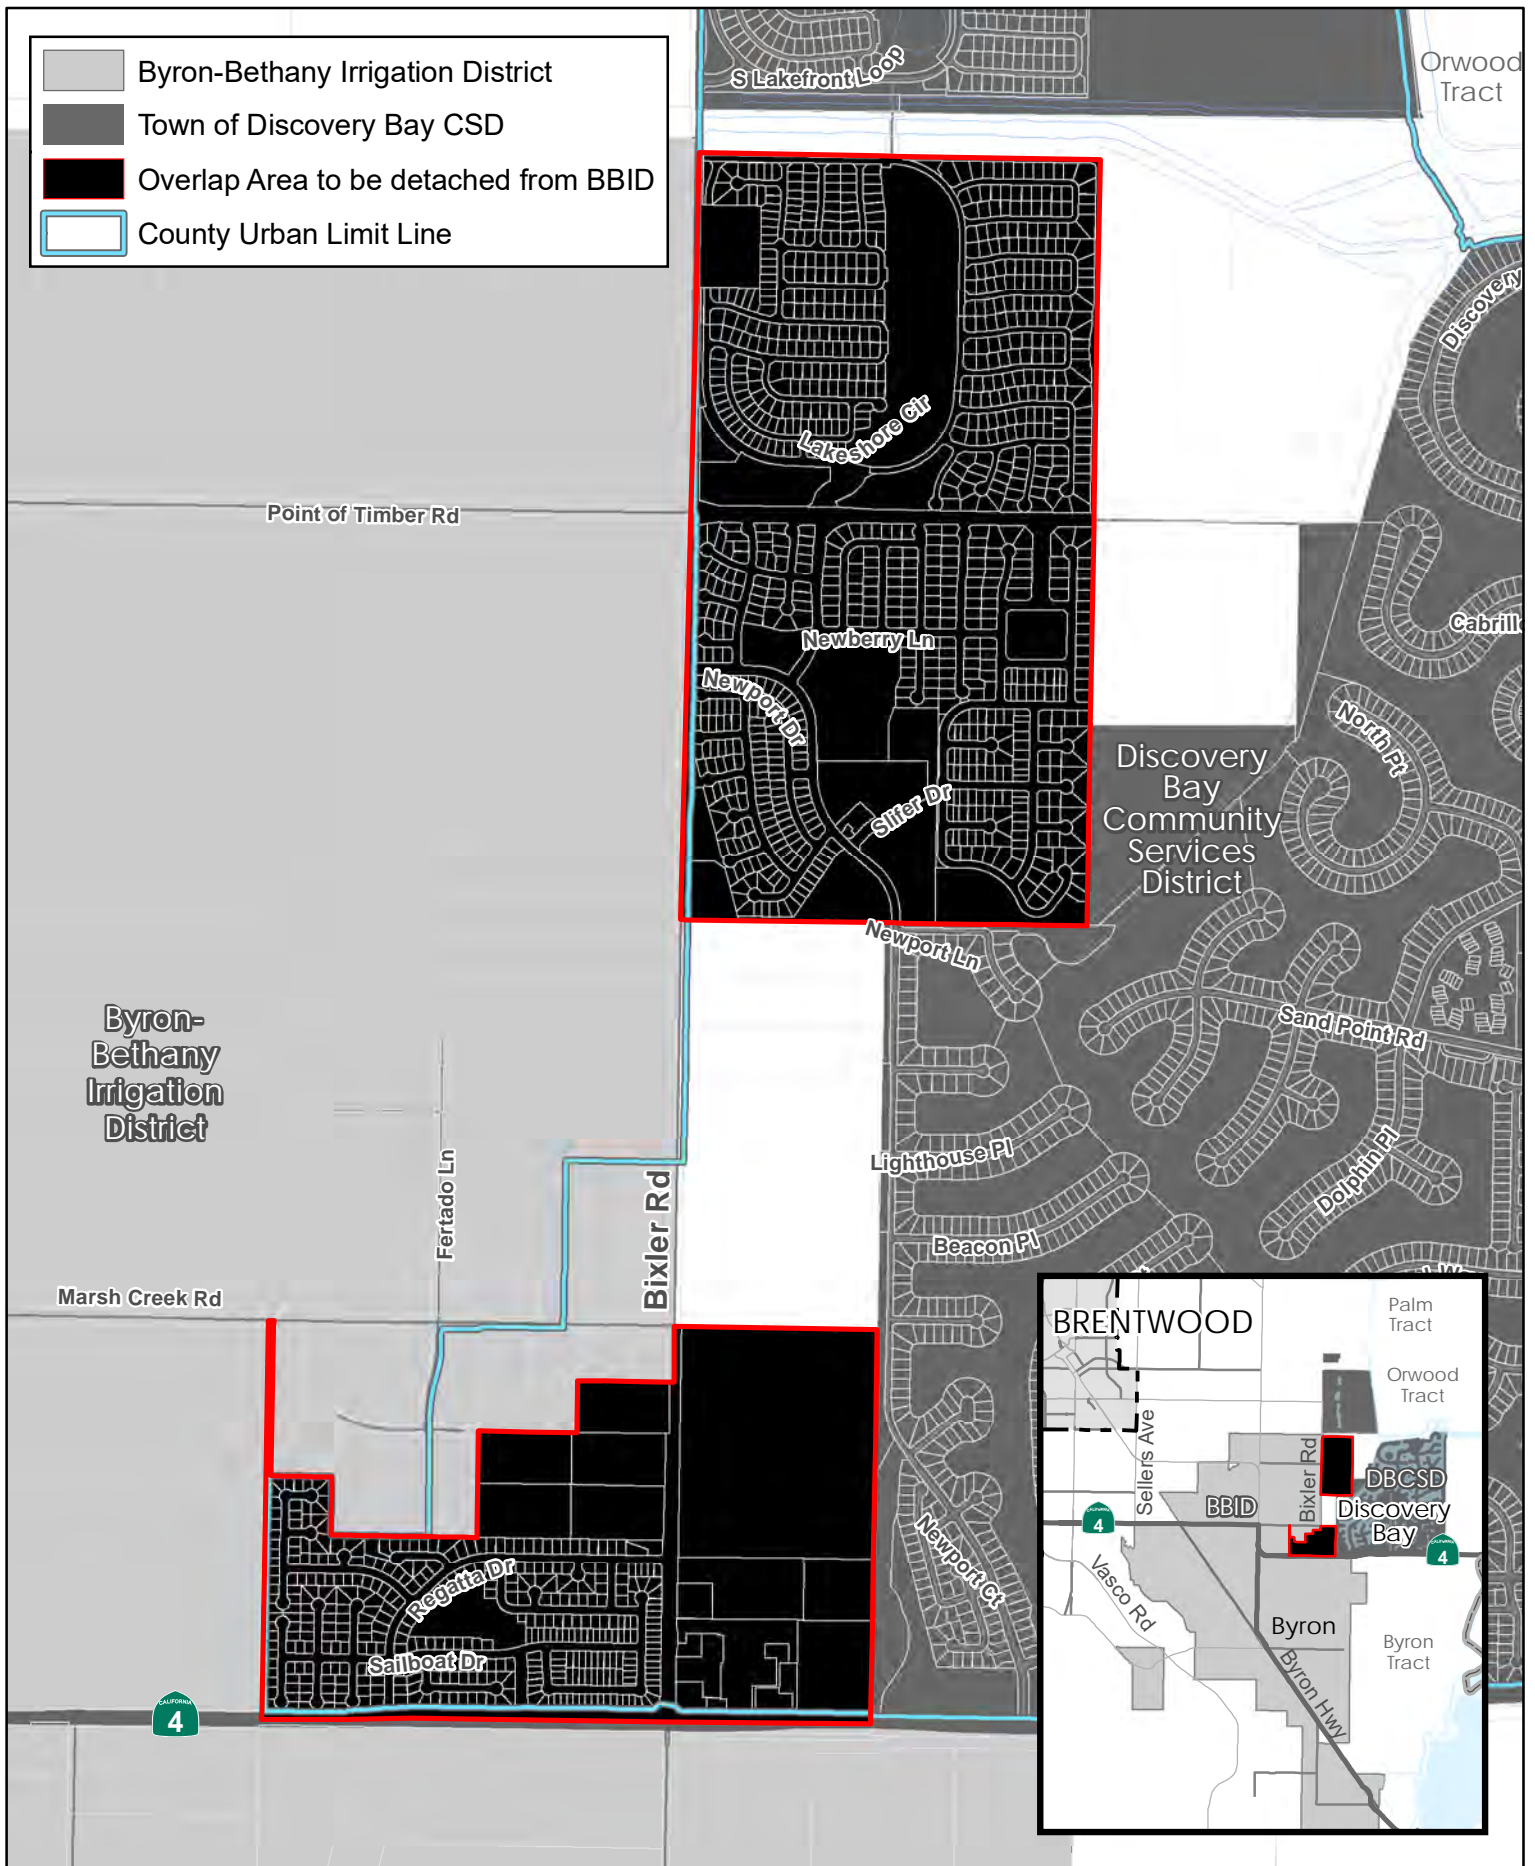 Byron-Bethany Irrigation District
Town of Discovery Bay CSD
Overlap Area to be detached from BBID
County Urban Limit Line
S Lakefront Loop
Orwood
Tract
Discovery
Lakeshore Cir
Point of Timber Rd
Newberry Ln
Cabrill
Newport Dr
North Pt
Discovery
Bay
Community
Services
District
Slifer Dr
Newport Ln
Sand Point Rd
Byron-
Bethany
Irrigation
District
Lighthouse Pl
Dolphin Pl
Fertado Ln
Bixler Rd
Beacon Pl
Marsh Creek Rd
Newport Ct
Regatta Dr
Sailboat Dr
CALIFORNIA
4
BRENTWOOD
Palm
Tract
Orwood
Tract
Sellers Ave
Bixler Rd
DBCSD
BBID
Discovery
Bay
CALIFORNIA
4
CALIFORNIA
4
Vasco Rd
Byron
Byron Hwy
Byron
Tract